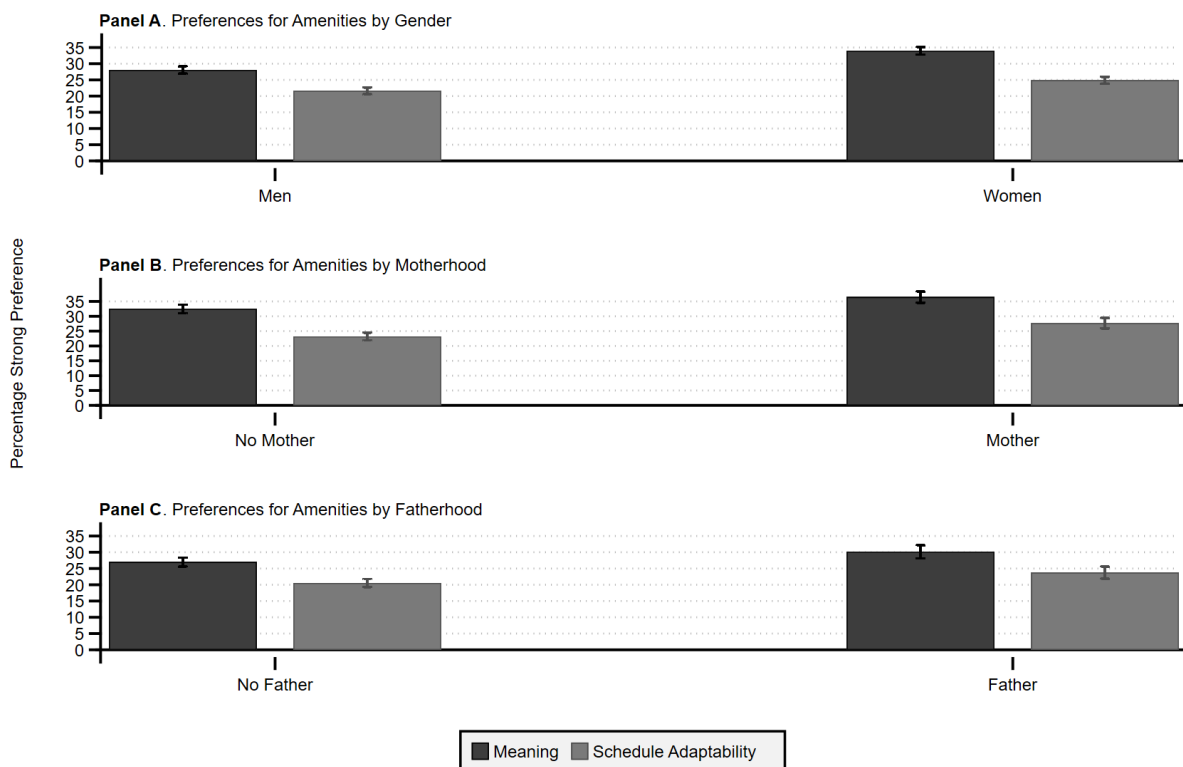 Panel A. Preferences for Amenities by Gender
35
30
25
20
15
10
5
0
Men
Women
Percentage Strong Preference
Panel B. Preferences for Amenities by Motherhood
35
30
25
20
15
10
5
0
No Mother
Mother
Panel C. Preferences for Amenities by Fatherhood
35
30
25
20
15
10
5
0
No Father
Father
Meaning
Schedule Adaptability